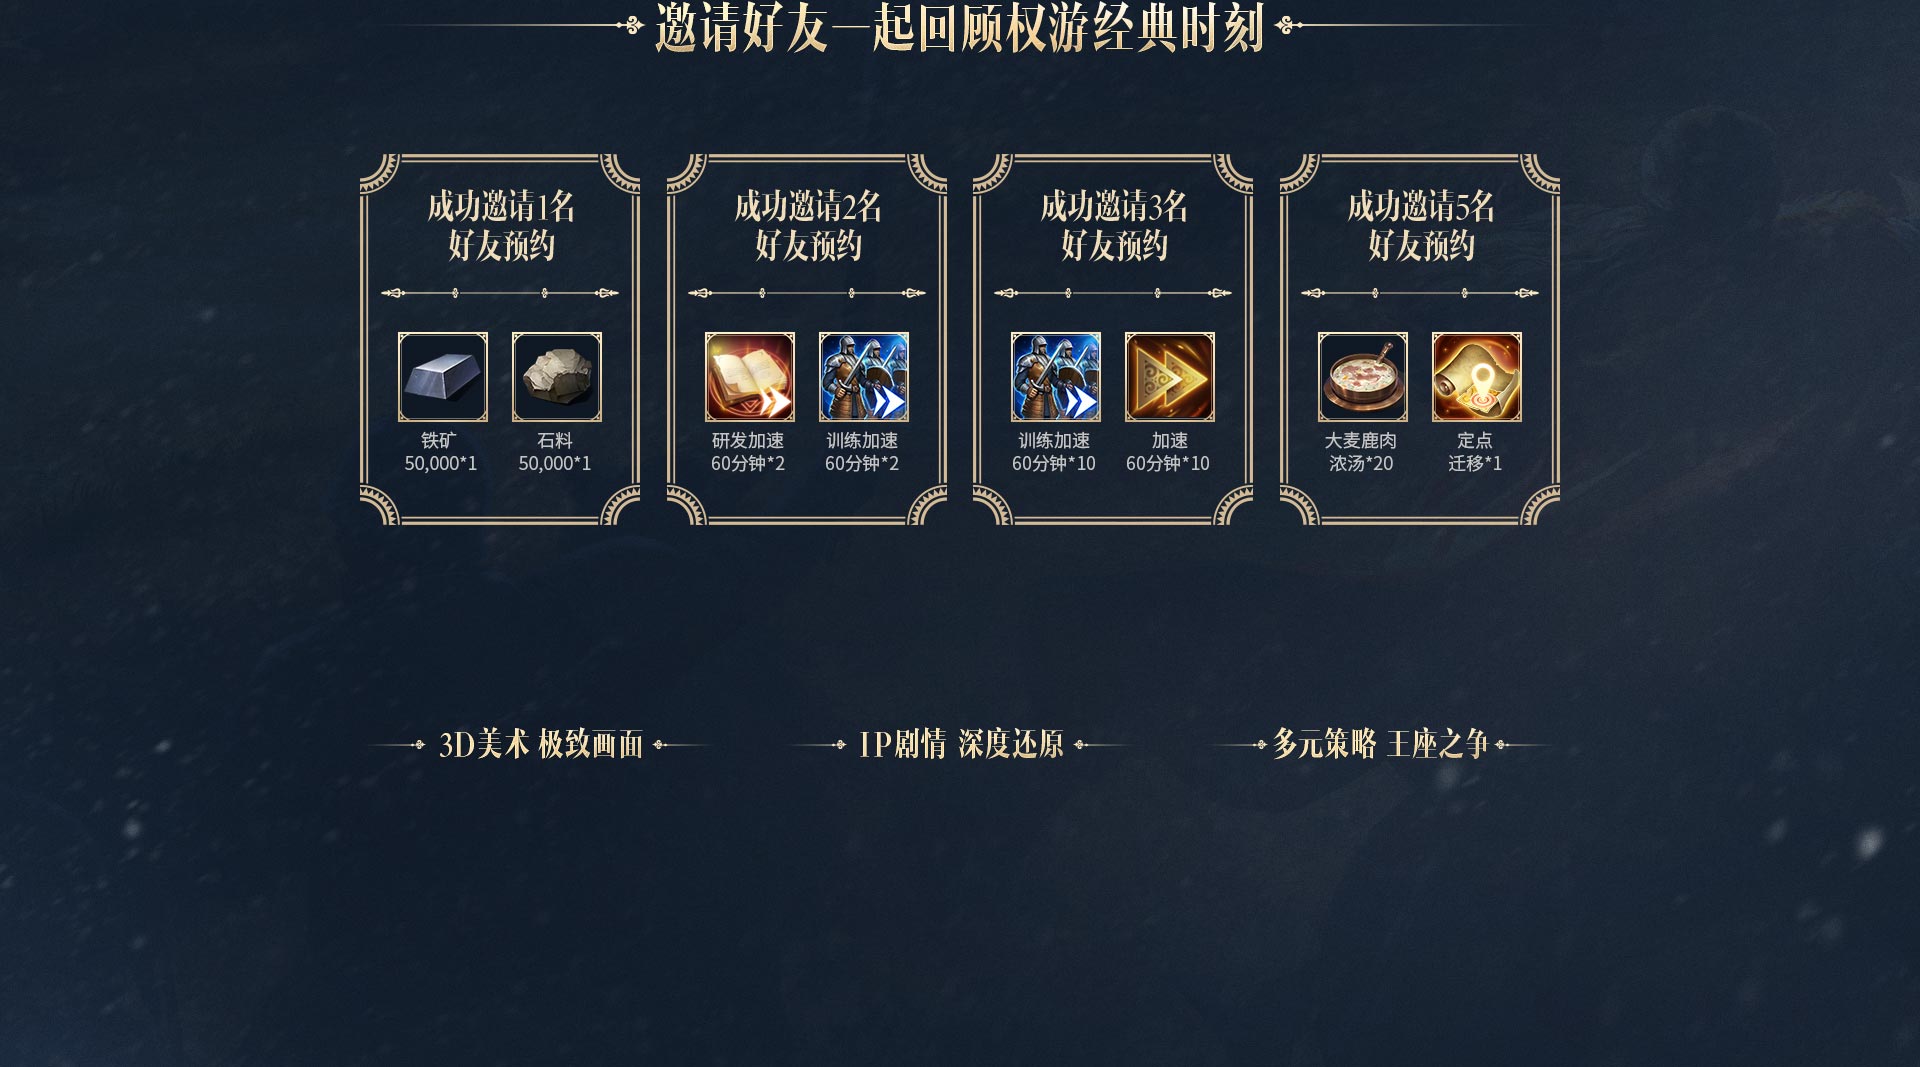 邀请好友一起回顾权游经典时刻
成功邀请1名
好友预约
铁矿
50,000*1
石料
50,000*1
成功邀请2名
好友预约
研发加速
60分钟*2
训练加速
60分钟*2
成功邀请3名
好友预约
训练加速
60分钟*10
加速
60分钟*10
成功邀请5名
好友预约
大麦鹿肉
浓汤*20
定点
迁移*1
3D美术 极致画面
IP剧情 深度还原
多元策略 王座之争